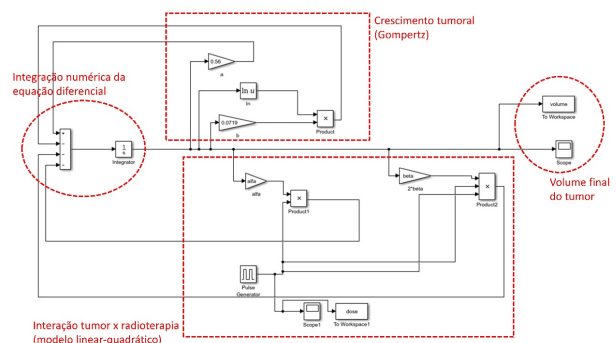 Crescimento tumoral
(Gompertz)
0.56
a
Integração numérica da
equação diferencial
ln u
ln
×
Product
0.0719
b
volume
To Workspace
+
−
−
−
1
s
Integrator
Scope
alfa
alfa
×
Product1
beta
2*beta
×
Product2
Volume final
do tumor
Pulse
Generator
Scope1
dose
To Workspace1
Interação tumor x radioterapia
(modelo linear-quadrático)